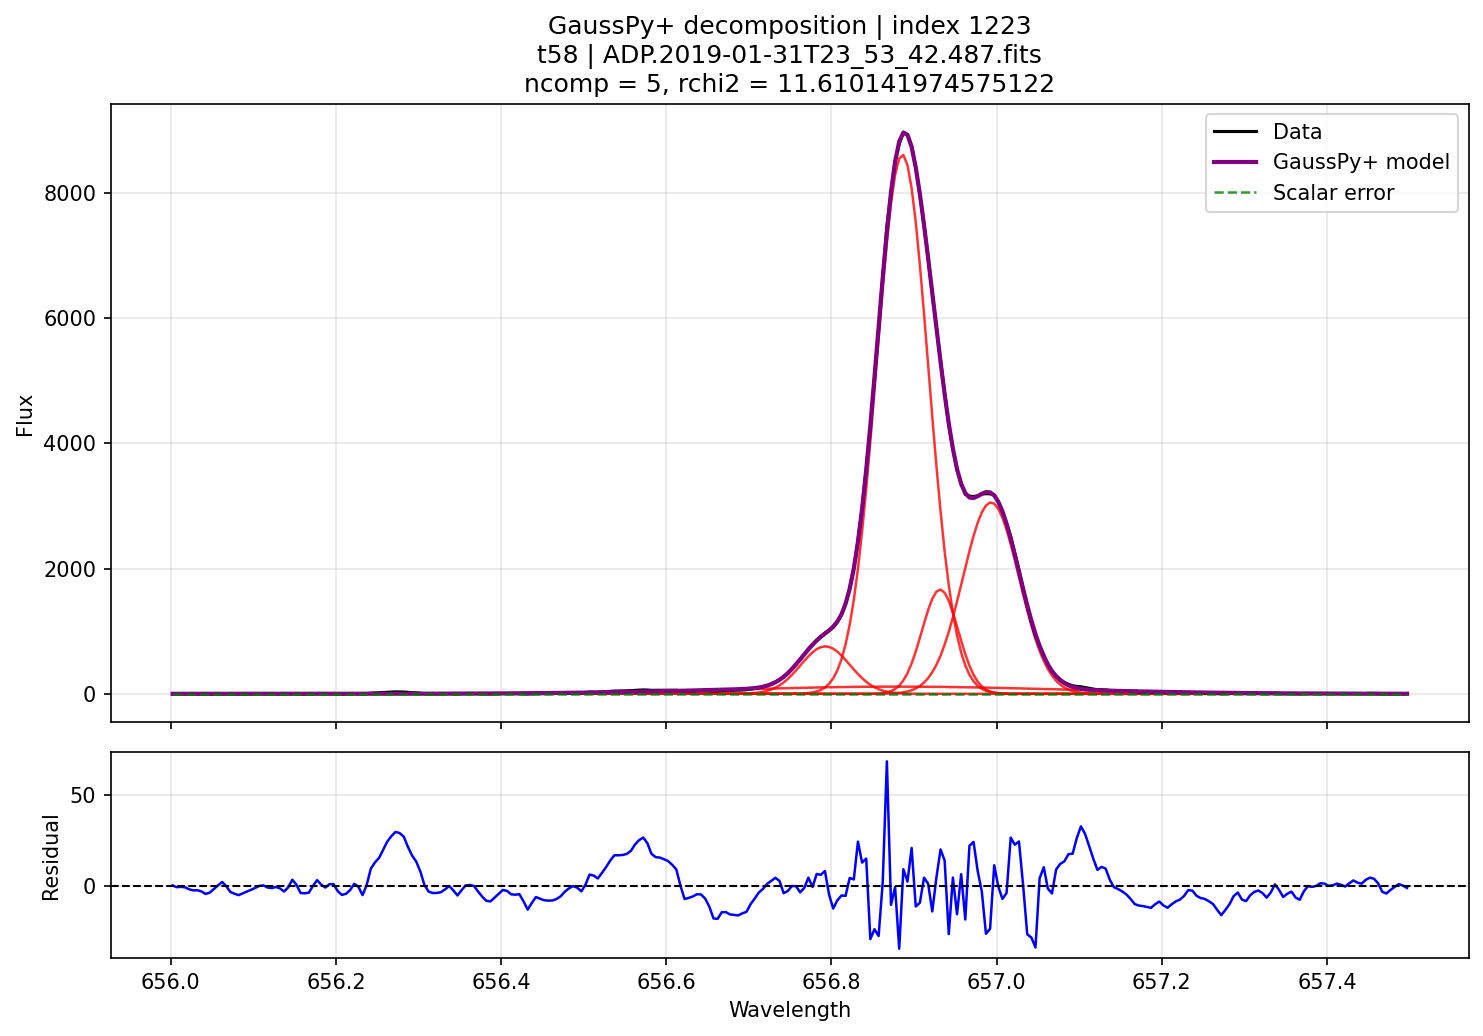 GaussPy+ decomposition | index 1223
t58 | ADP.2019-01-31T23_53_42.487.fits
ncomp = 5, rchi2 = 11.610141974575122
Data
GaussPy+ model
Scalar error
Flux
8000
6000
4000
2000
0
Residual
50
0
656.0 656.2 656.4 656.6 656.8 657.0 657.2 657.4
Wavelength